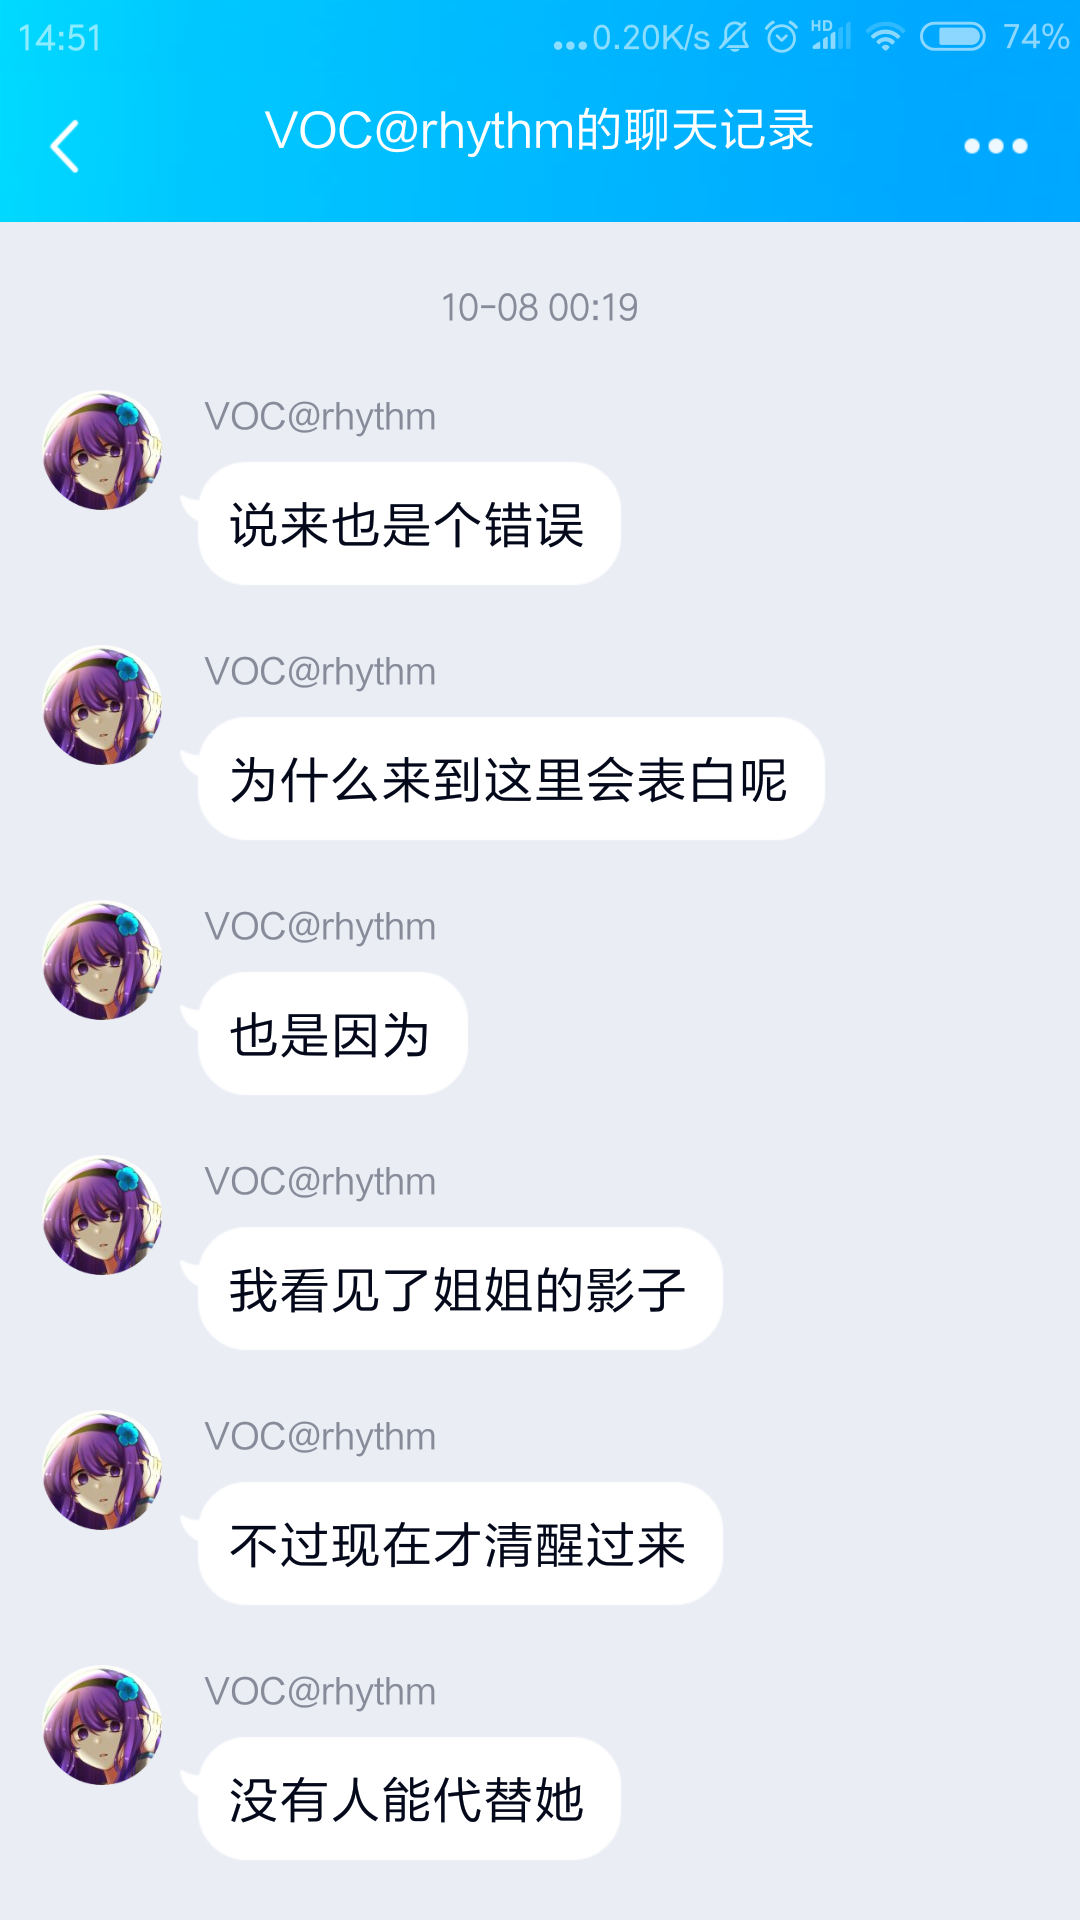 14:51
...0.20K/s HD 74%
VOC@rhythm的聊天记录
10-08 00:19
VOC@rhythm
说来也是个错误
VOC@rhythm
为什么来到这里会表白呢
VOC@rhythm
也是因为
VOC@rhythm
我看见了姐姐的影子
VOC@rhythm
不过现在才清醒过来
VOC@rhythm
没有人能代替她